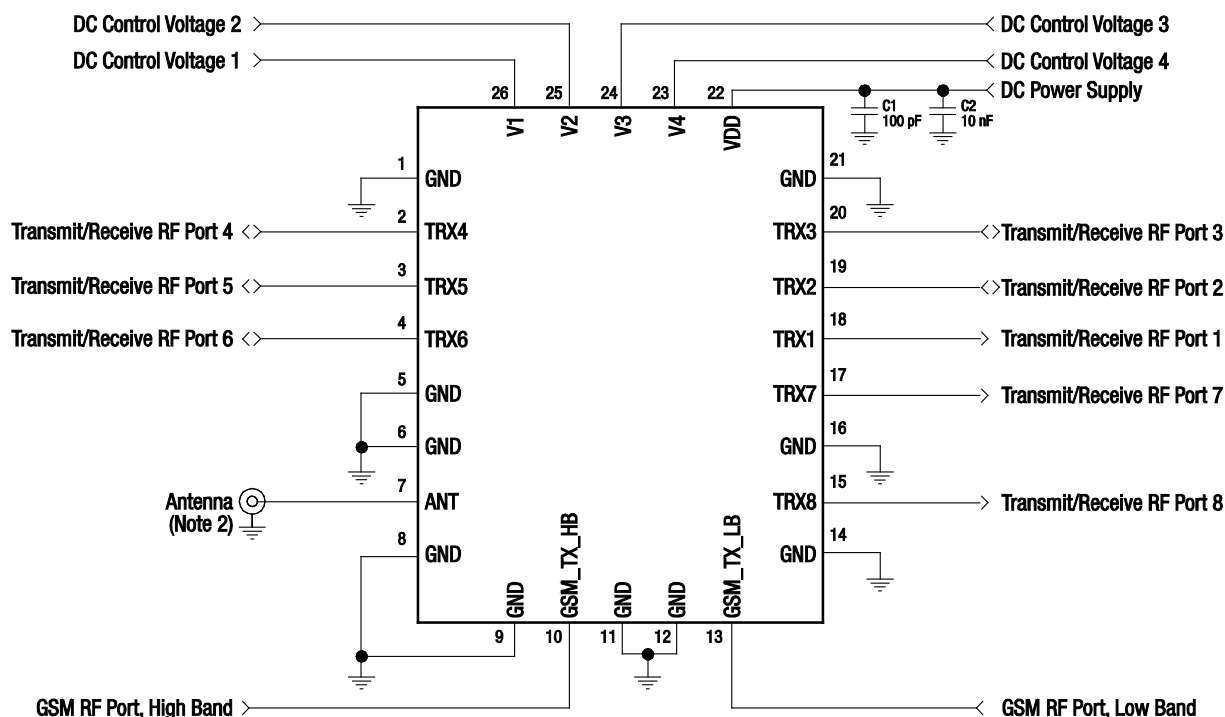 DC Control Voltage 2
DC Control Voltage 3
DC Control Voltage 1
DC Control Voltage 4
DC Power Supply
26
25
24
23
22
C1
100 pF
C2
10 nF
V1
V2
V3
V4
VDD
1
GND
21
GND
Transmit/Receive RF Port 4
2
TRX4
20
TRX3
Transmit/Receive RF Port 3
Transmit/Receive RF Port 5
3
TRX5
19
TRX2
Transmit/Receive RF Port 2
Transmit/Receive RF Port 6
4
TRX6
18
TRX1
Transmit/Receive RF Port 1
5
GND
17
TRX7
Transmit/Receive RF Port 7
6
GND
16
GND
Antenna
(Note 2)
7
ANT
15
TRX8
Transmit/Receive RF Port 8
8
GND
14
GND
GND
GSM_TX_HB
GND
GND
GSM_TX_LB
9
10
11
12
13
GSM RF Port, High Band
GSM RF Port, Low Band